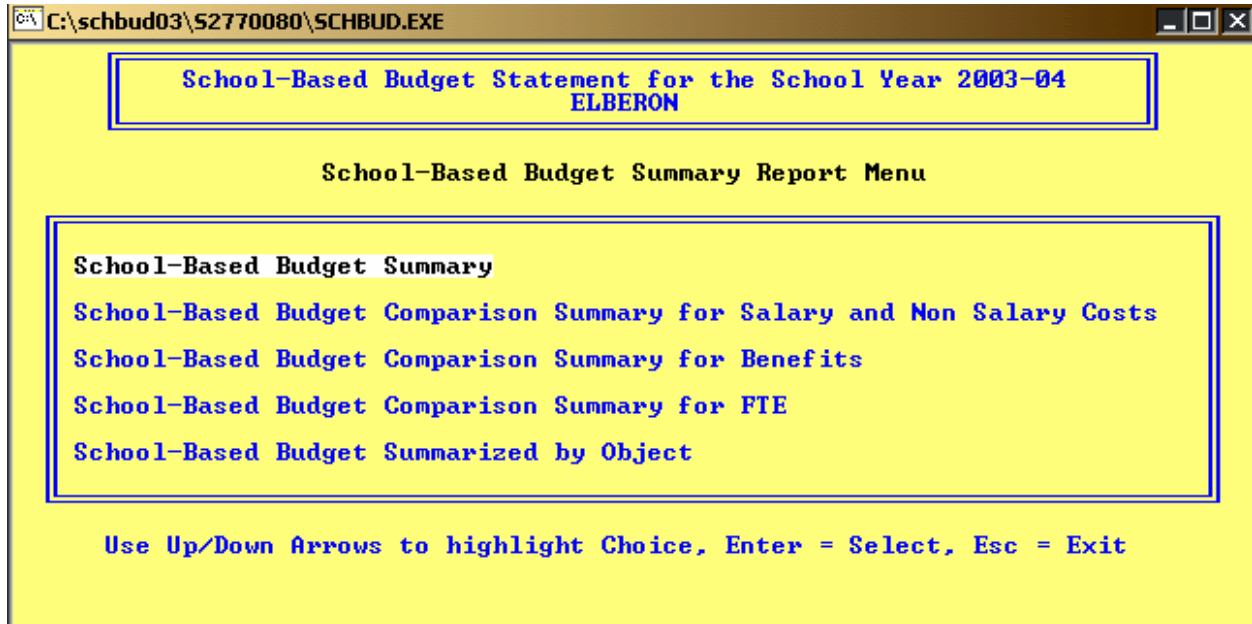 C:\schbud03\S2770080\SCHBUD.EXE
School-Based Budget Statement for the School Year 2003-04
ELBERON
School-Based Budget Summary Report Menu
School-Based Budget Summary
School-Based Budget Comparison Summary for Salary and Non Salary Costs
School-Based Budget Comparison Summary for Benefits
School-Based Budget Comparison Summary for FTE
School-Based Budget Summarized by Object
Use Up/Down Arrows to highlight Choice, Enter = Select, Esc = Exit